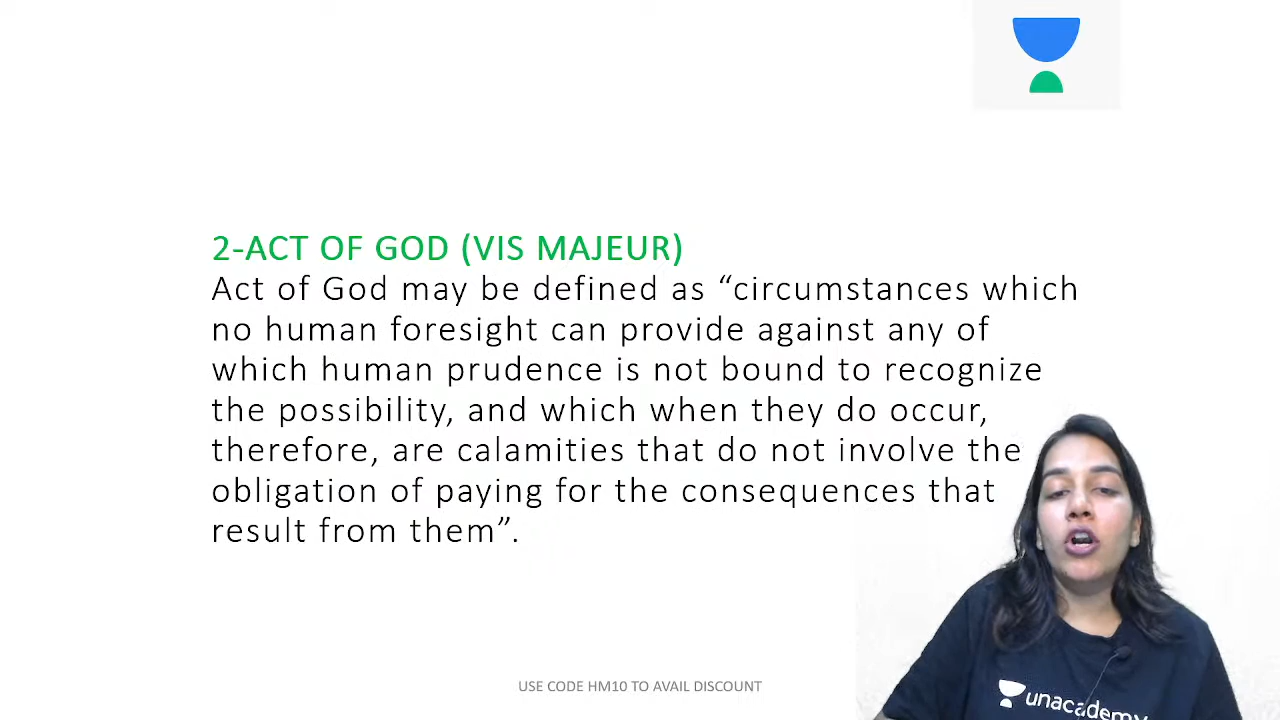 2-ACT OF GOD (VIS MAJEUR)
Act of God may be defined as “circumstances which
no human foresight can provide against any of
which human prudence is not bound to recognize
the possibility, and which when they do occur,
therefore, are calamities that do not involve the
obligation of paying for the consequences that
result from them”.
unacademy
USE CODE HM10 TO AVAIL DISCOUNT